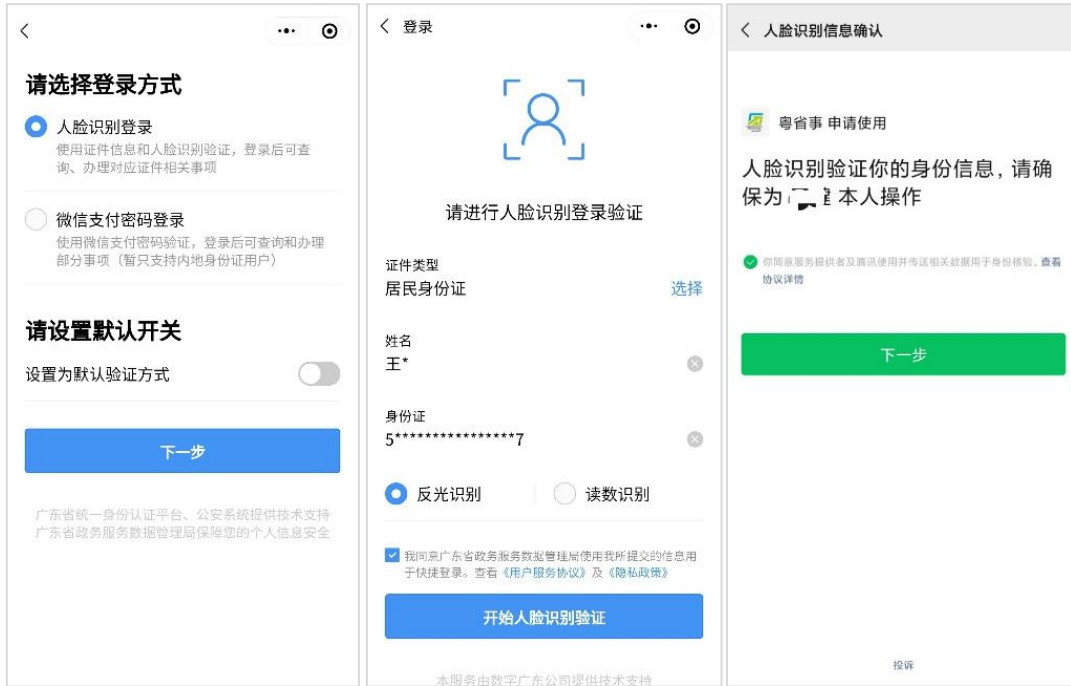 请选择登录方式
人脸识别登录
使用证件信息和人脸识别验证，登录后可查
询、办理对应证件相关事项
微信支付密码登录
使用微信支付密码验证，登录后可查询和办理
部分事项（暂只支持内地身份证用户）
请设置默认开关
设置为默认验证方式
下一步
广东省统一身份认证平台、公安系统提供技术支持
广东省政务服务数据管理局保障您的个人信息安全
登录
请进行人脸识别登录验证
证件类型
居民身份证
选择
姓名
王*
身份证
5****************7
反光识别
读数识别
我同意广东省政务服务数据管理局使用我所提交的信息用
于快捷登录。查看《用户服务协议》及《隐私政策》
开始人脸识别验证
本服务由数字广东公司提供技术支持
人脸识别信息确认
粤省事 申请使用
人脸识别验证你的身份信息，请确
保为 本人操作
你同意服务提供者及腾讯使用并传送相关数据用于身份核验。查看
协议详情
下一步
投诉